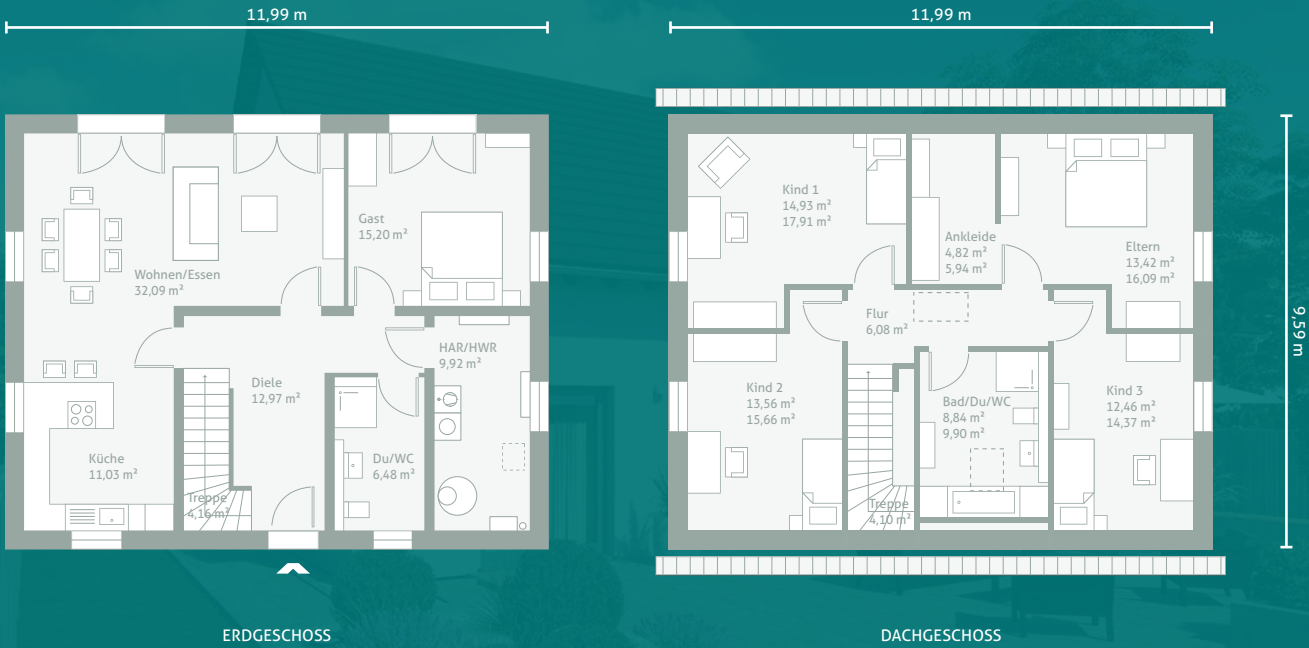 11,99 m
11,99 m
9,59 m
Wohnen/Essen
32,09 m²
Gast
15,20 m²
HAR/HWR
9,92 m²
Diele
12,97 m²
Küche
11,03 m²
Treppe
4,16 m²
Du/WC
6,48 m²
ERDGESCHOSS
Kind 1
14,93 m²
17,91 m²
Ankleide
4,82 m²
5,94 m²
Eltern
13,42 m²
16,09 m²
Flur
6,08 m²
Kind 2
13,56 m²
15,66 m²
Bad/Du/WC
8,84 m²
9,90 m²
Kind 3
12,46 m²
14,37 m²
Treppe
4,10 m²
DACHGESCHOSS